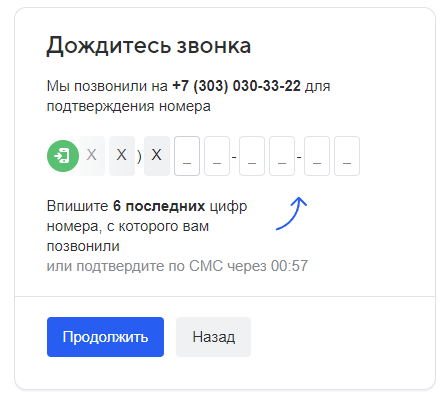 Дождитесь звонка
Мы позвонили на +7 (303) 030-33-22 для
подтверждения номера
X X ) X _ _ - _ _ - _ _
Впишите 6 последних цифр
номера, с которого вам
позвонили
или подтвердите по СМС через 00:57
Продолжить Назад